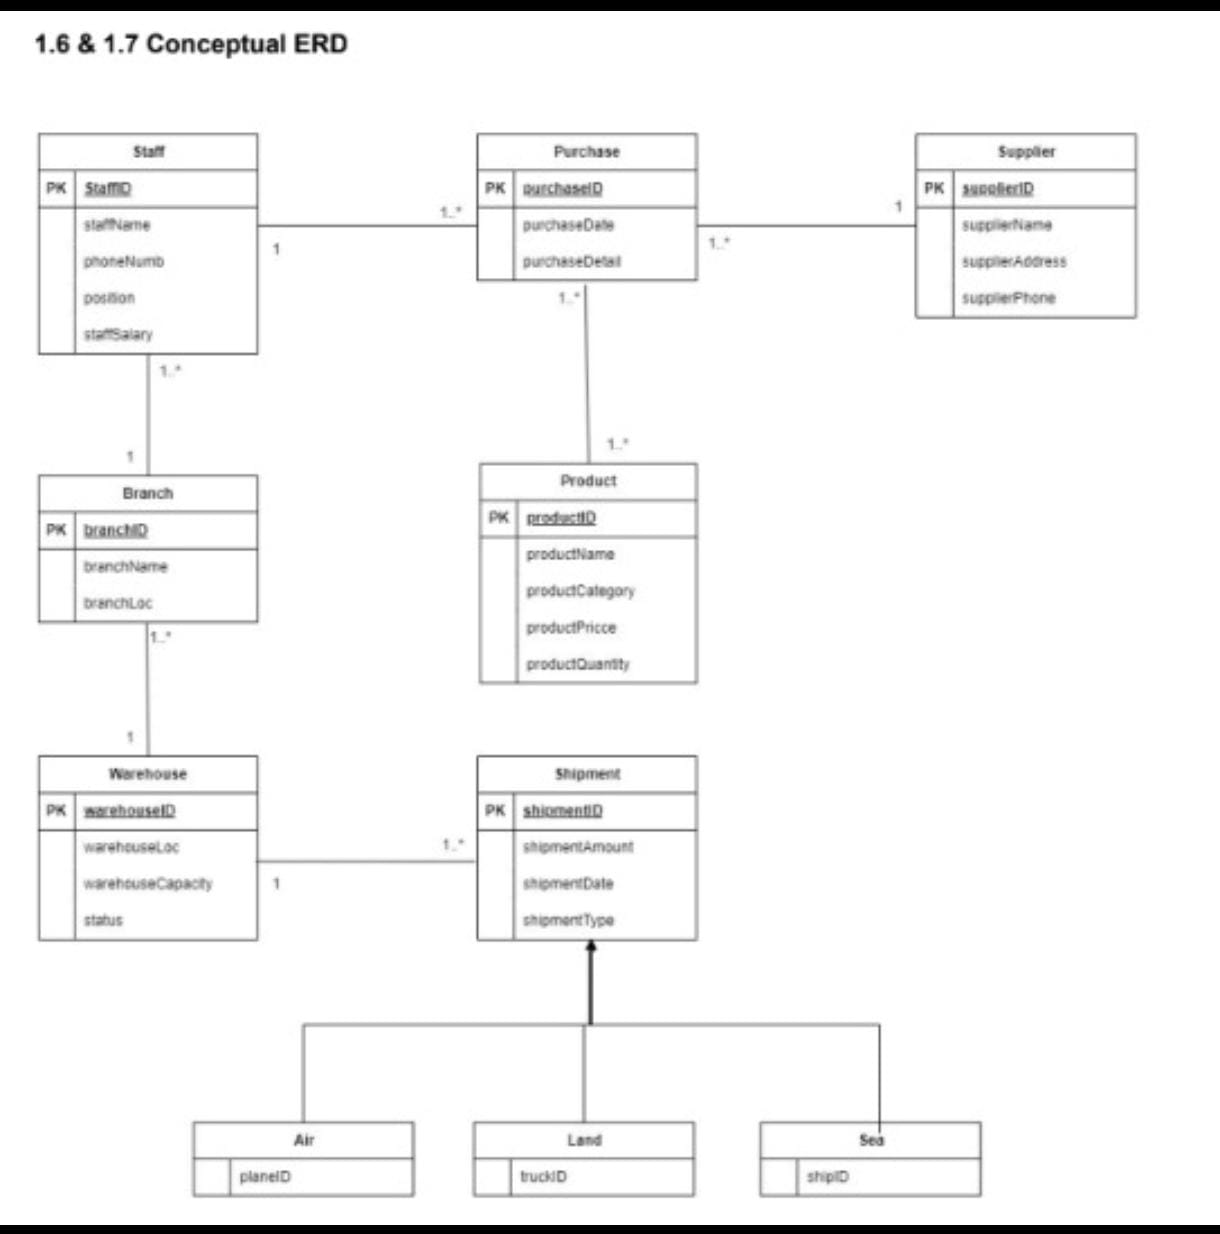 1.6 & 1.7 Conceptual ERD
Staff
PK StaffID
staffName
phoneNumb
position
staffSalary
1
1..*
Purchase
PK purchaseID
purchaseDate
purchaseDetail
1..*
1
Supplier
PK supplierID
supplierName
supplierAddress
supplierPhone
1..*
1
1..*
1..*
Branch
PK branchID
branchName
branchLoc
Product
PK productID
productName
productCategory
productPricce
productQuantity
1..*
1
Warehouse
PK warehouseID
warehouseLoc
warehouseCapacity
status
1
1..*
Shipment
PK shipmentID
shipmentAmount
shipmentDate
shipmentType
Air
planeID
Land
truckID
Sea
shipID